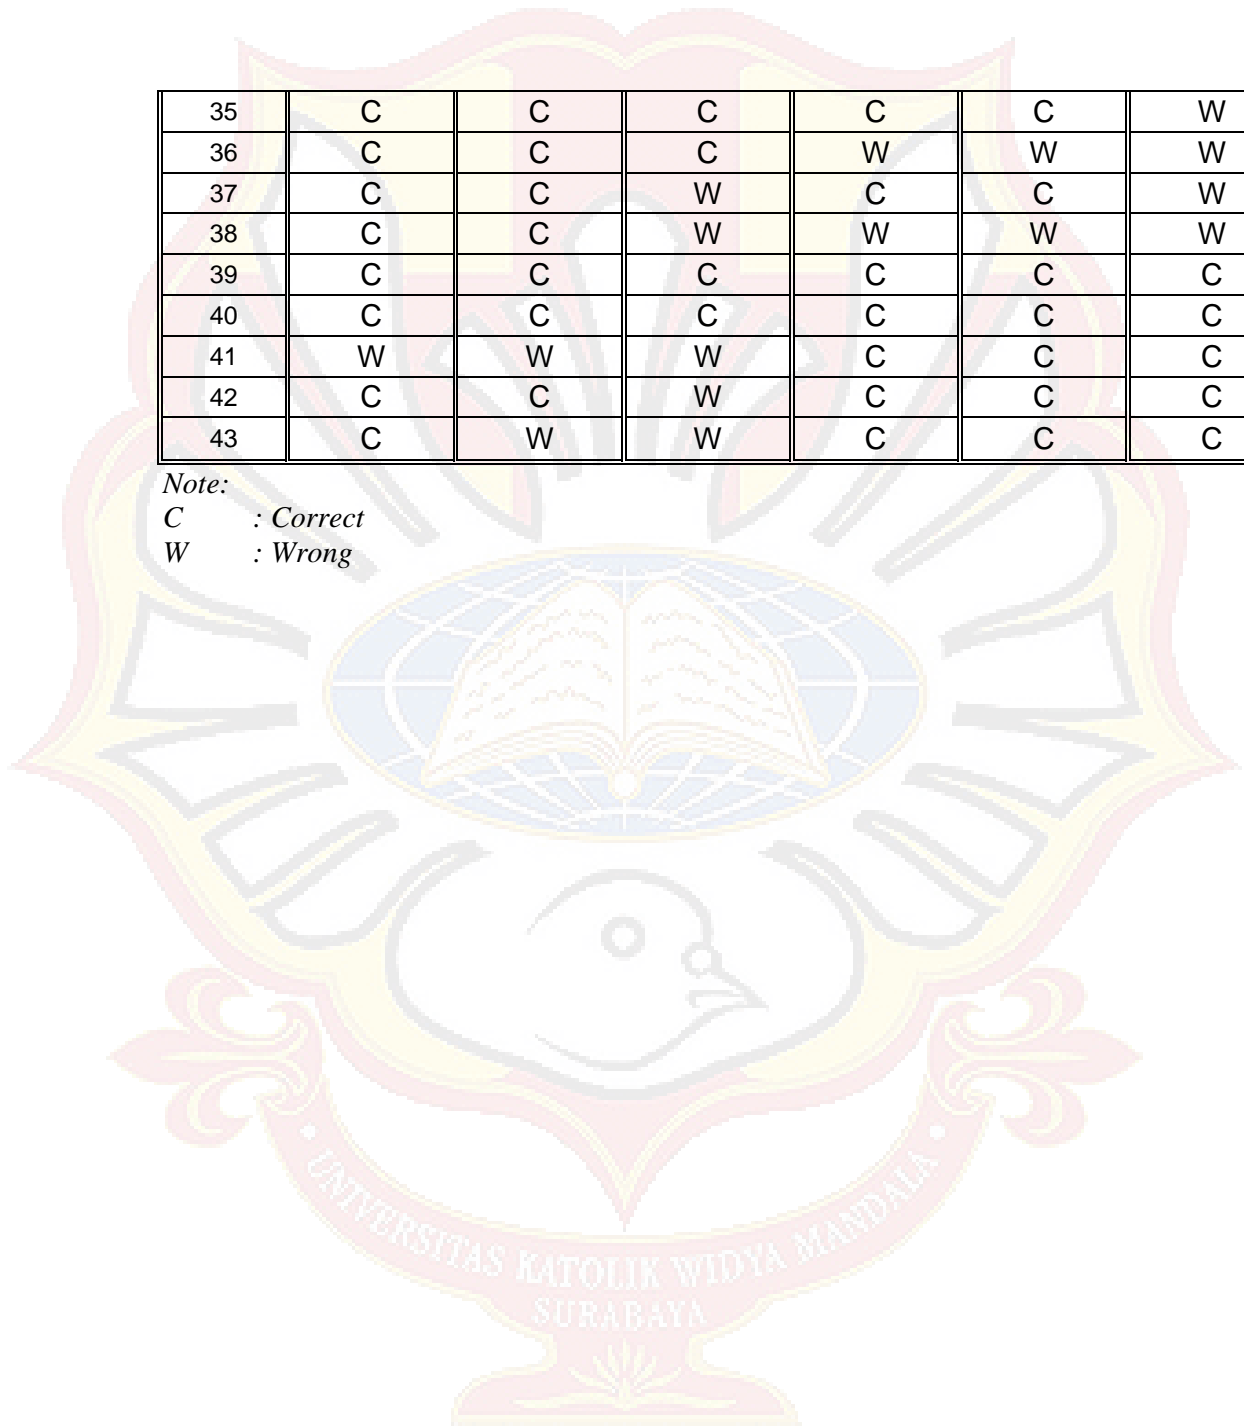 35 C C C C C W
36 C C C W W W
37 C C W C C W
38 C C W W W W
39 C C C C C C
40 C C C C C C
41 W W W C C C
42 C C W C C C
43 C W W C C C
Note:
C : Correct
W : Wrong
UNIVERSITAS KATOLIK WIDYA MANDALA
SURABAYA